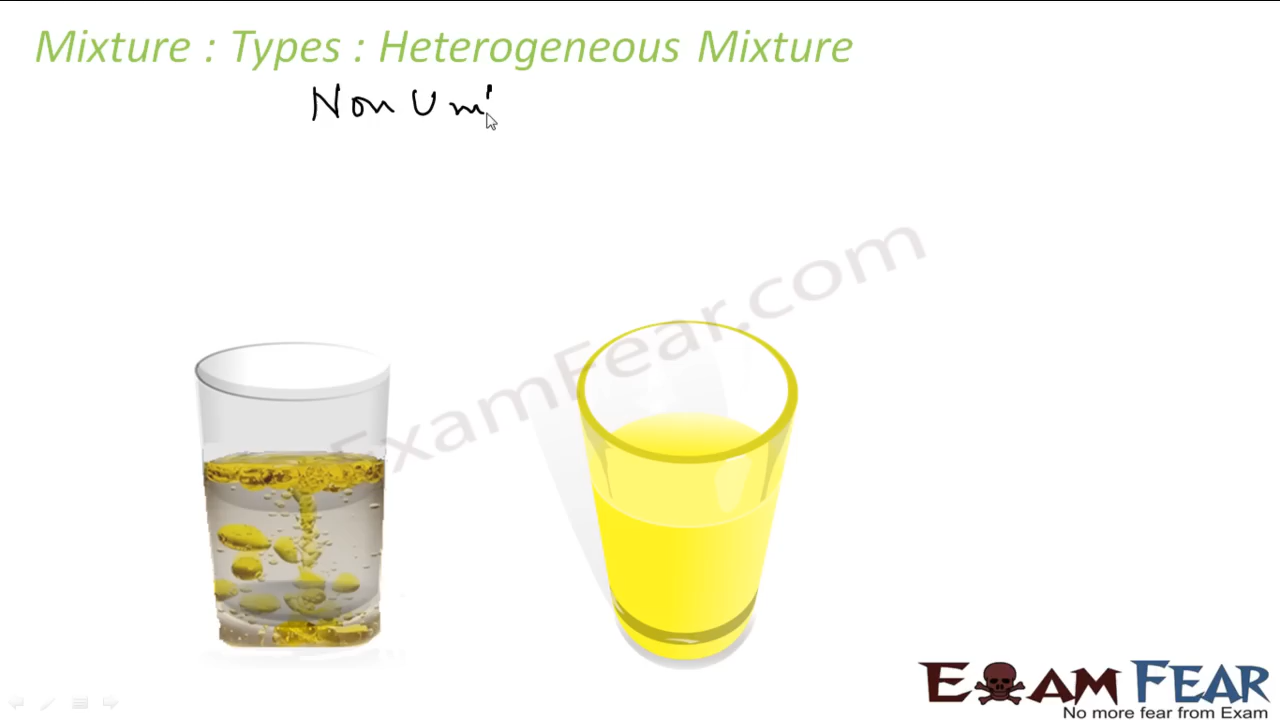 Mixture : Types : Heterogeneous Mixture
Non Uni
ExamFear.com
EXAM FEAR
No more fear from Exam